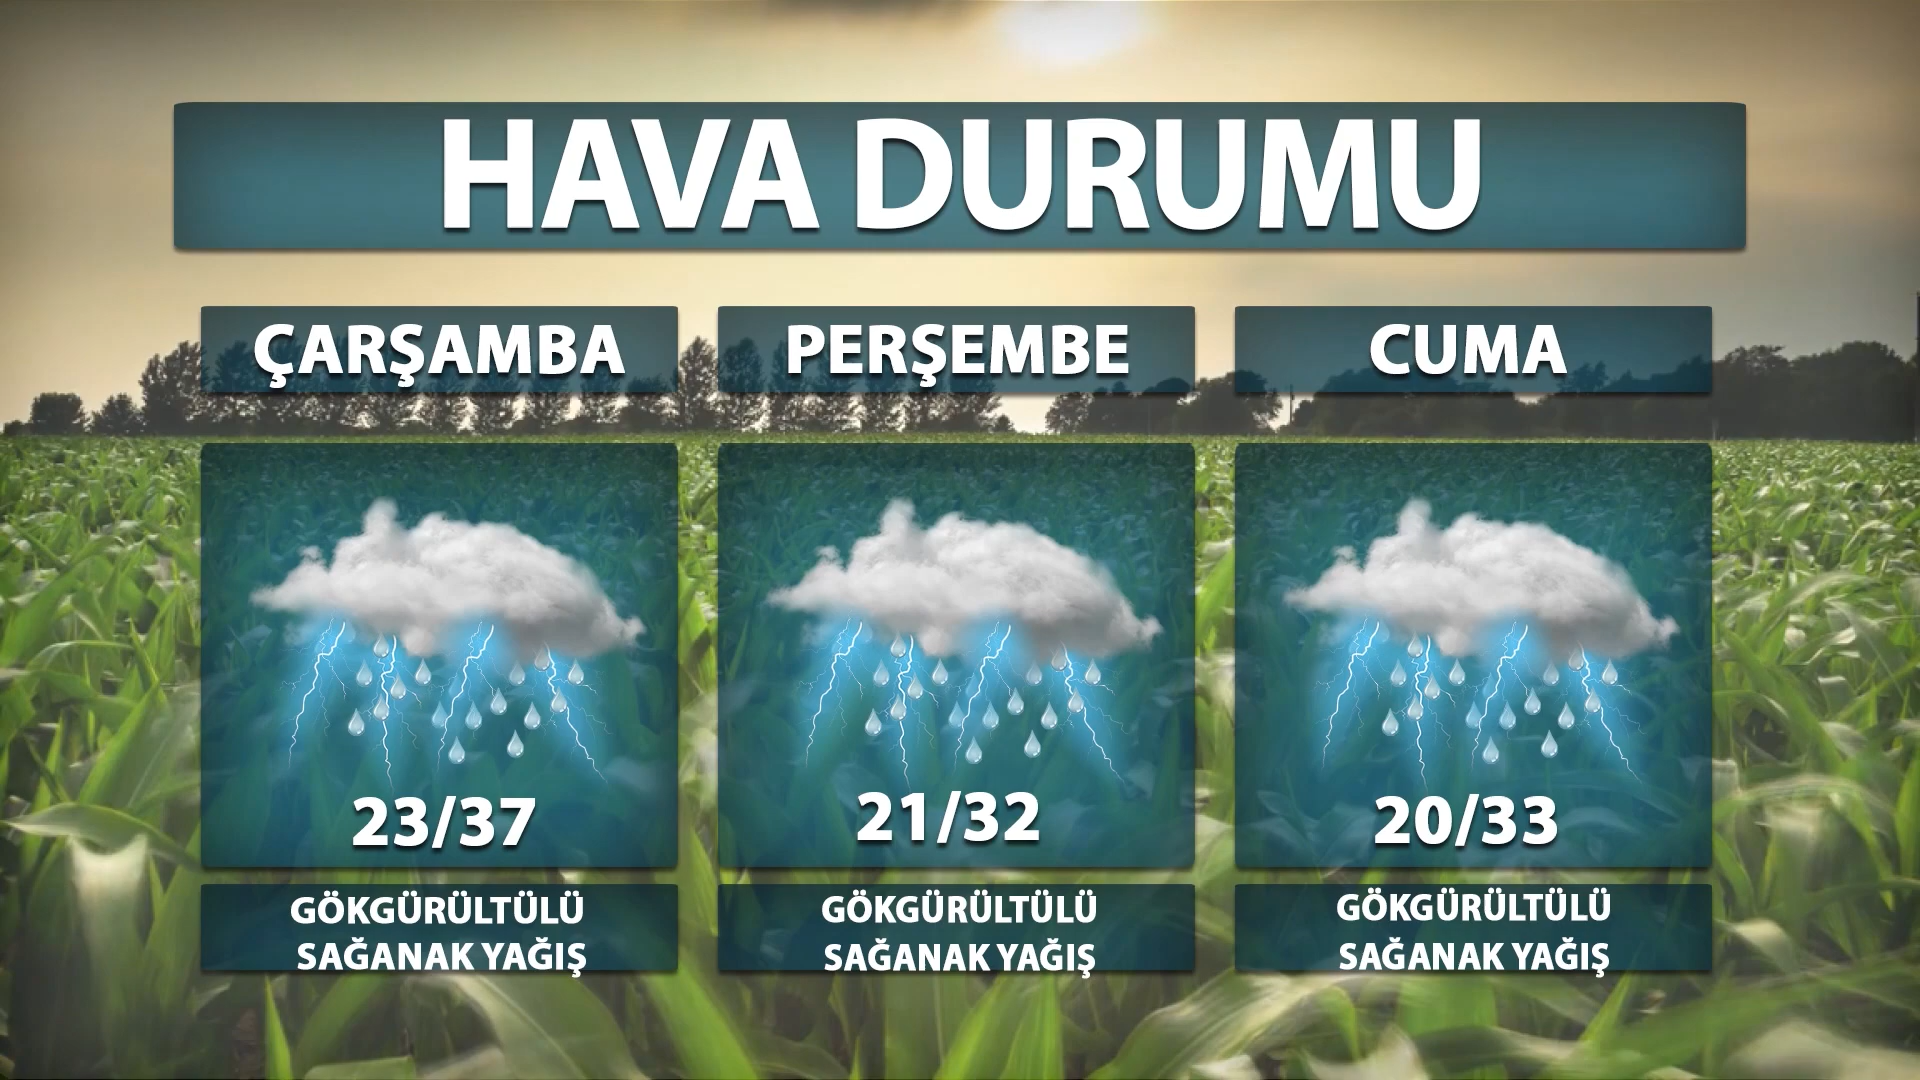 HAVA DURUMU
ÇARŞAMBA
PERŞEMBE
CUMA
23/37
21/32
20/33
GÖKGÜRÜLTÜLÜ
SAĞANAK YAĞIŞ
GÖKGÜRÜLTÜLÜ
SAĞANAK YAĞIŞ
GÖKGÜRÜLTÜLÜ
SAĞANAK YAĞIŞ